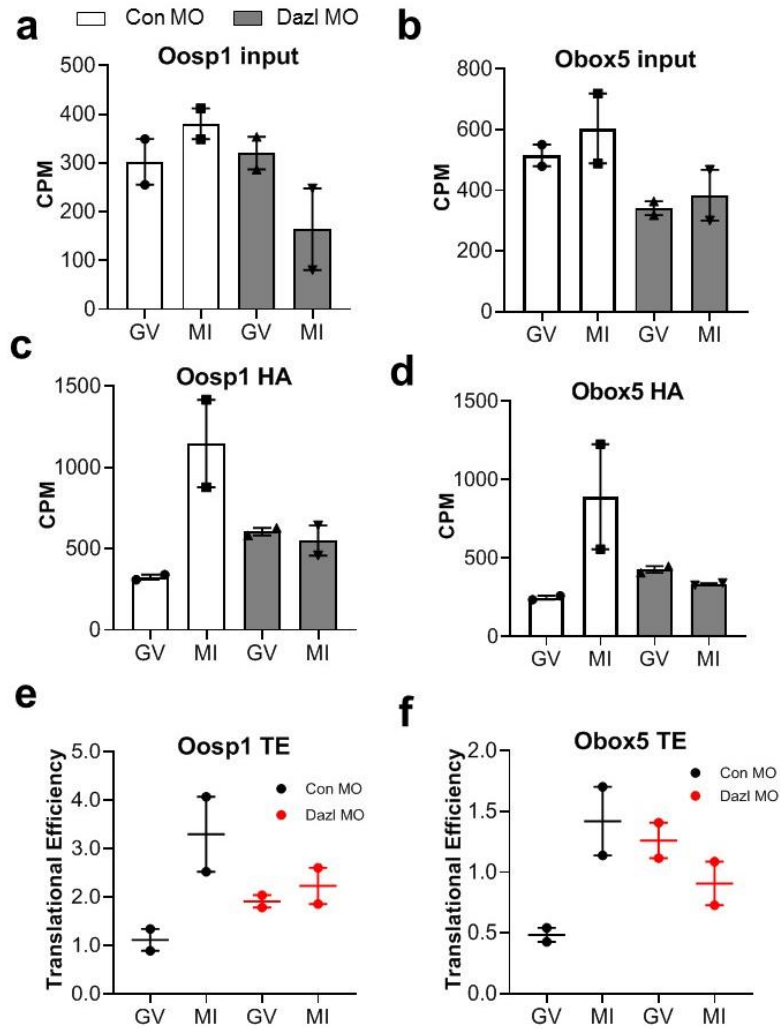 a
Con MO
Dazl MO
b
Oosp1 input
Obox5 input
500
400
300
200
100
0
CPM
GV MI GV MI
800
600
400
200
0
CPM
GV MI GV MI
c
d
Oosp1 HA
Obox5 HA
1500
1000
500
0
CPM
GV MI GV MI
1500
1000
500
0
CPM
GV MI GV MI
e
f
Oosp1 TE
Obox5 TE
5.0
4.0
3.0
2.0
1.0
0.0
Translational Efficiency
Con MO
Dazl MO
GV MI GV MI
2.0
1.5
1.0
0.5
0.0
Translational Efficiency
Con MO
Dazl MO
GV MI GV MI